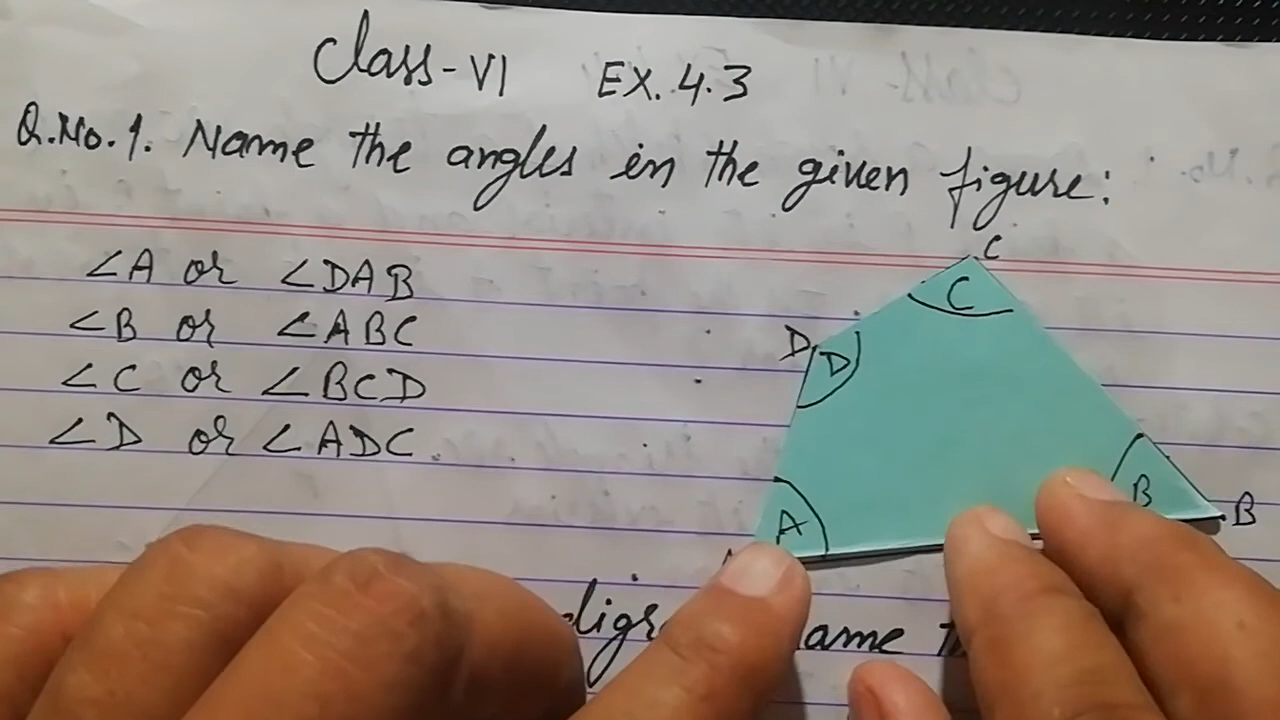 Class-VI EX. 4.3
Q.No.1. Name the angles in the given figure:
∠A or ∠DAB
∠B or ∠ABC
∠C or ∠BCD
∠D or ∠ADC.
C
C
D D
B B
A